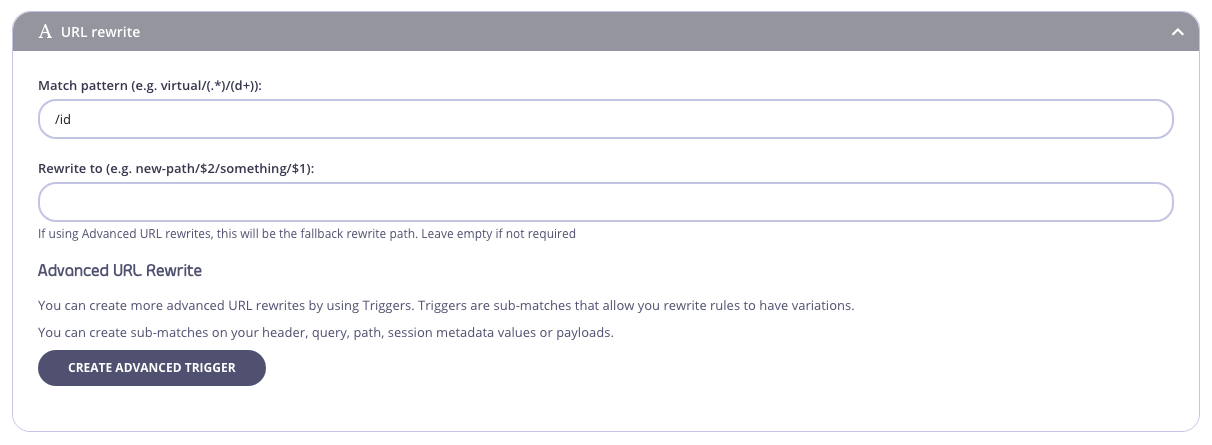 A URL rewrite
Match pattern (e.g. virtual/(.*)/(d+)):
/id
Rewrite to (e.g. new-path/$2/something/$1):
If using Advanced URL rewrites, this will be the fallback rewrite path. Leave empty if not required
Advanced URL Rewrite
You can create more advanced URL rewrites by using Triggers. Triggers are sub-matches that allow you rewrite rules to have variations.
You can create sub-matches on your header, query, path, session metadata values or payloads.
CREATE ADVANCED TRIGGER